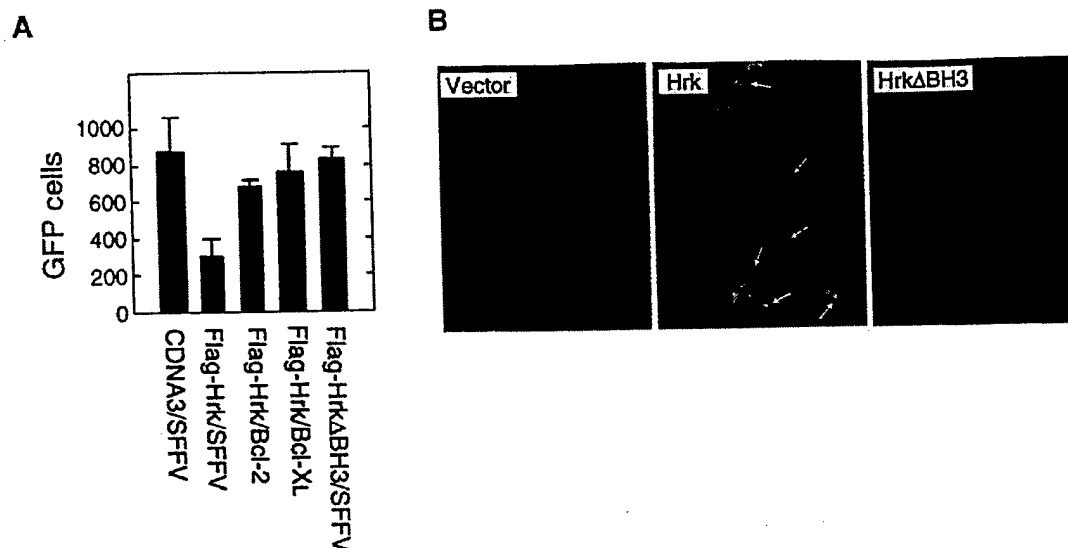 A
B
GFP cells
1000
800
600
400
200
0
CDNA3/SFFV
Flag-Hrk/SFFV
Flag-Hrk/Bcl-2
Flag-Hrk/Bcl-XL
Flag-HrkΔBH3/SFFV
Vector
Hrk
HrkΔBH3